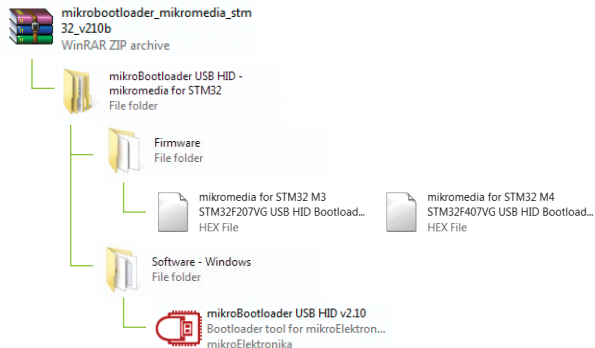 mikrobootloader_mikromedia_stm
32_v210b
WinRAR ZIP archive
mikroBootloader USB HID -
mikromedia for STM32
File folder
Firmware
File folder
mikromedia for STM32 M3
STM32F207VG USB HID Bootload...
HEX File
mikromedia for STM32 M4
STM32F407VG USB HID Bootload...
HEX File
Software - Windows
File folder
mikroBootloader USB HID v2.10
Bootloader tool for mikroElektron...
mikroElektronika